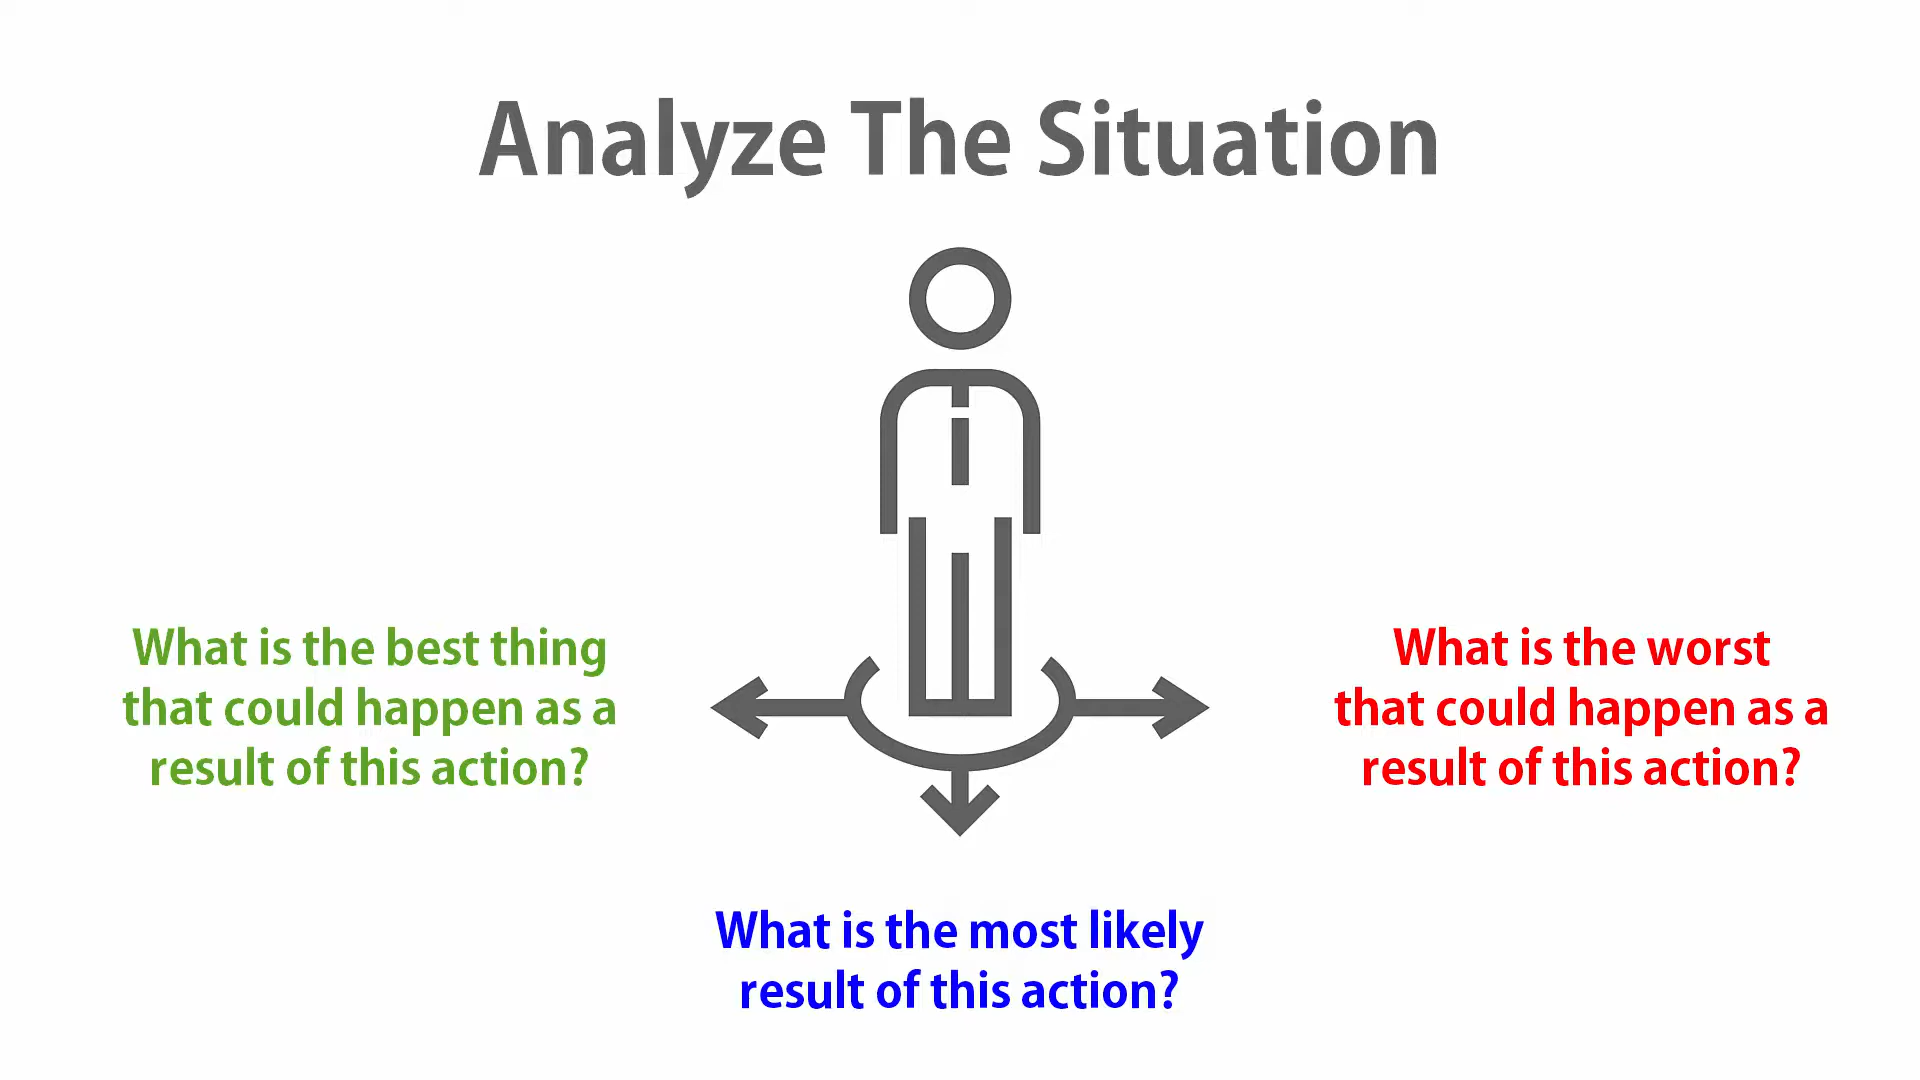 Analyze The Situation
What is the best thing
that could happen as a
result of this action?
What is the worst
that could happen as a
result of this action?
What is the most likely
result of this action?